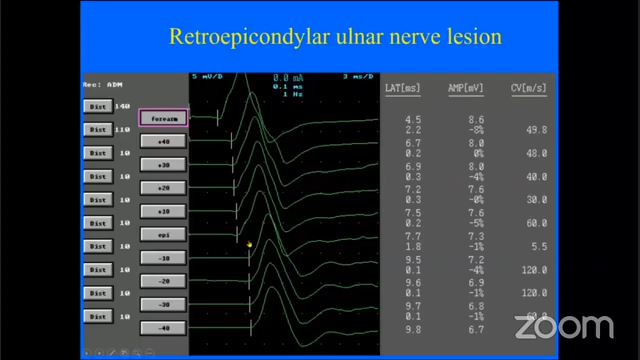 Retroepicondylar ulnar nerve lesion
Rec: ADM
5 mV/D 0.0 mA 3 ms/D
0.1 ms
1 Hz
LAT[ms] AMP[mV] CV[m/s]
Dist 140
forearm
4.5 8.6
2.2 -8% 49.8
Dist 110
+40
6.7 8.0
0.2 0% 48.0
Dist 10
+30
6.9 8.0
0.3 -4% 40.0
Dist 10
+20
7.2 7.6
0.3 -0% 30.0
Dist 10
+10
7.5 7.6
0.2 -5% 60.0
Dist 10
epi
7.7 7.3
1.8 -1% 5.5
Dist 10
-10
9.5 7.2
0.1 -4% 120.0
Dist 10
-20
9.6 6.9
0.1 -1% 120.0
Dist 10
-30
9.7 6.8
0.1 -1% 60.0
Dist 10
-40
9.8 6.7
zoom